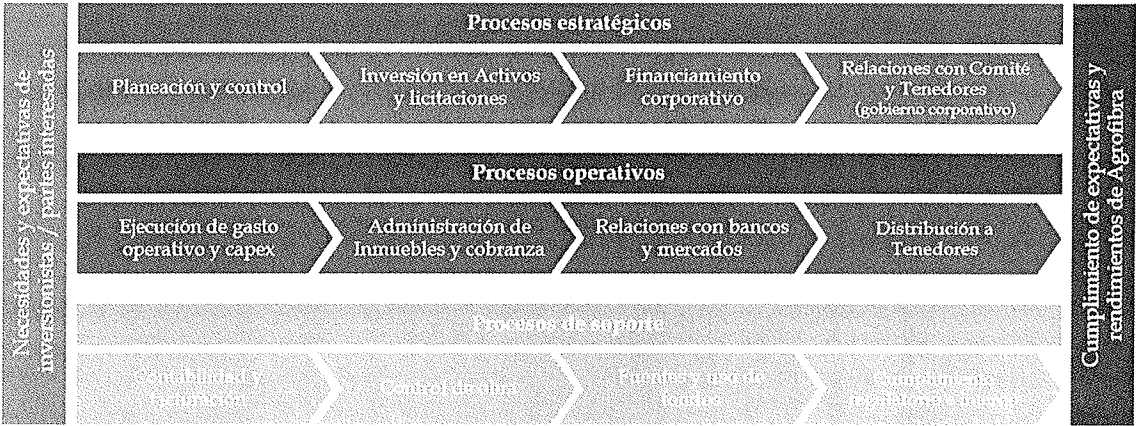 Necesidades y expectativas de
inversionistas / partes interesadas
Procesos estratégicos
Planeación y control
Inversión en Activos
y licitaciones
Financiamiento
corporativo
Relaciones con Comité
y Tenedores
(gobierno corporativo)
Procesos operativos
Ejecución de gasto
operativo y capex
Administración de
Inmuebles y cobranza
Relaciones con bancos
y mercados
Distribución a
Tenedores
Procesos de soporte
Contabilidad y
facturación
Control de obra
Fuentes y uso de
fondos
Cumplimiento
Cumplimiento de expectativas y
rendimientos de Agrofibra